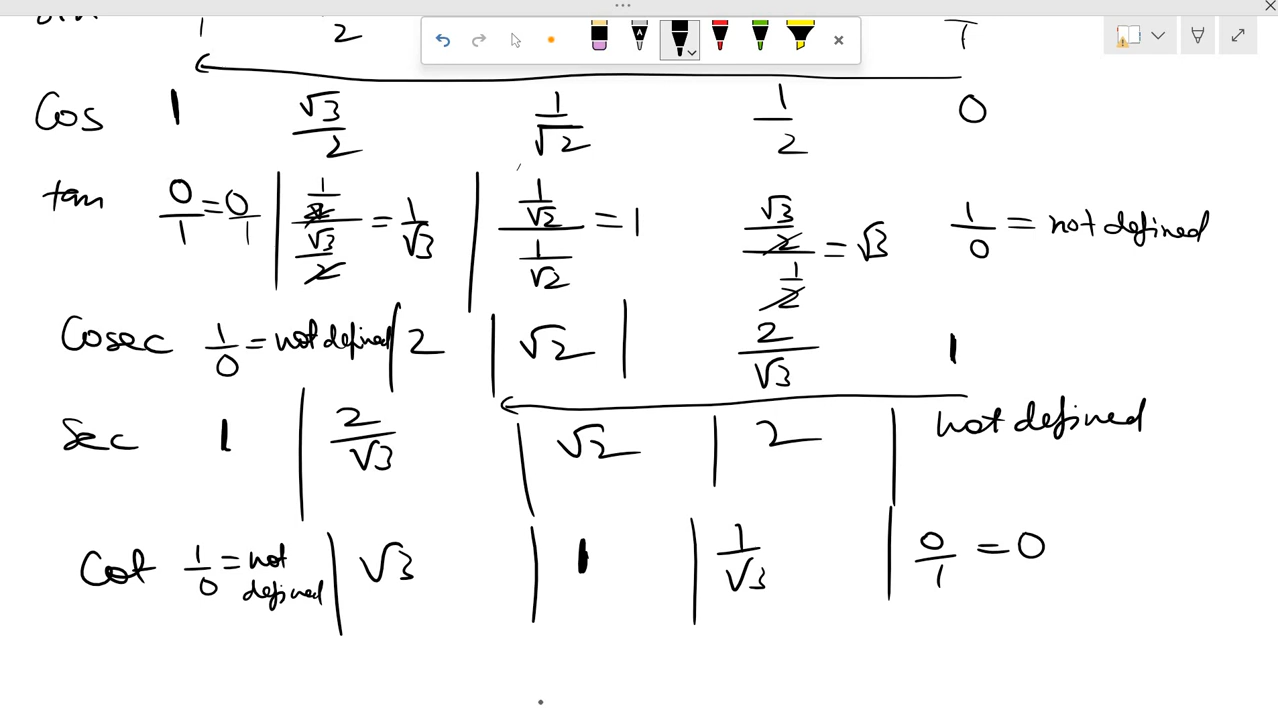 1 2 1
Cos 1 √3/2 1/√2 1/2 0
tan 0/1 = 0/1 | (1/2)/(√3/2) = 1/√3 | (1/√2)/(1/√2) = 1 (√3/2)/(1/2) = √3 1/0 = not defined
Cosec 1/0 = not defined | 2 | √2 | 2/√3 1
Sec 1 | 2/√3 | √2 | 2 | not defined
Cot 1/0 = not defined | √3 | 1 | 1/√3 | 0/1 = 0